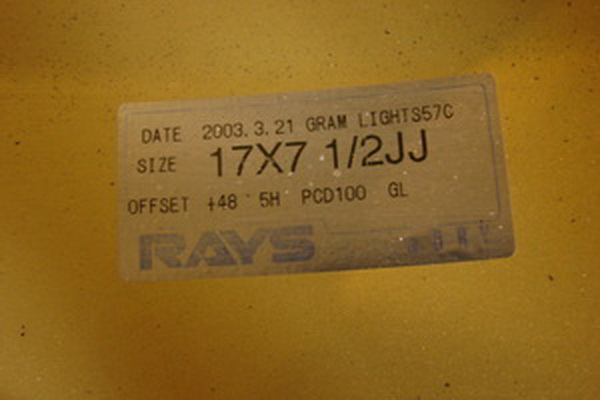 DATE 2003.3.21 GRAM LIGHTS57C
SIZE 17X7 1/2JJ
OFFSET +48 5H PCD100 GL
RAYS